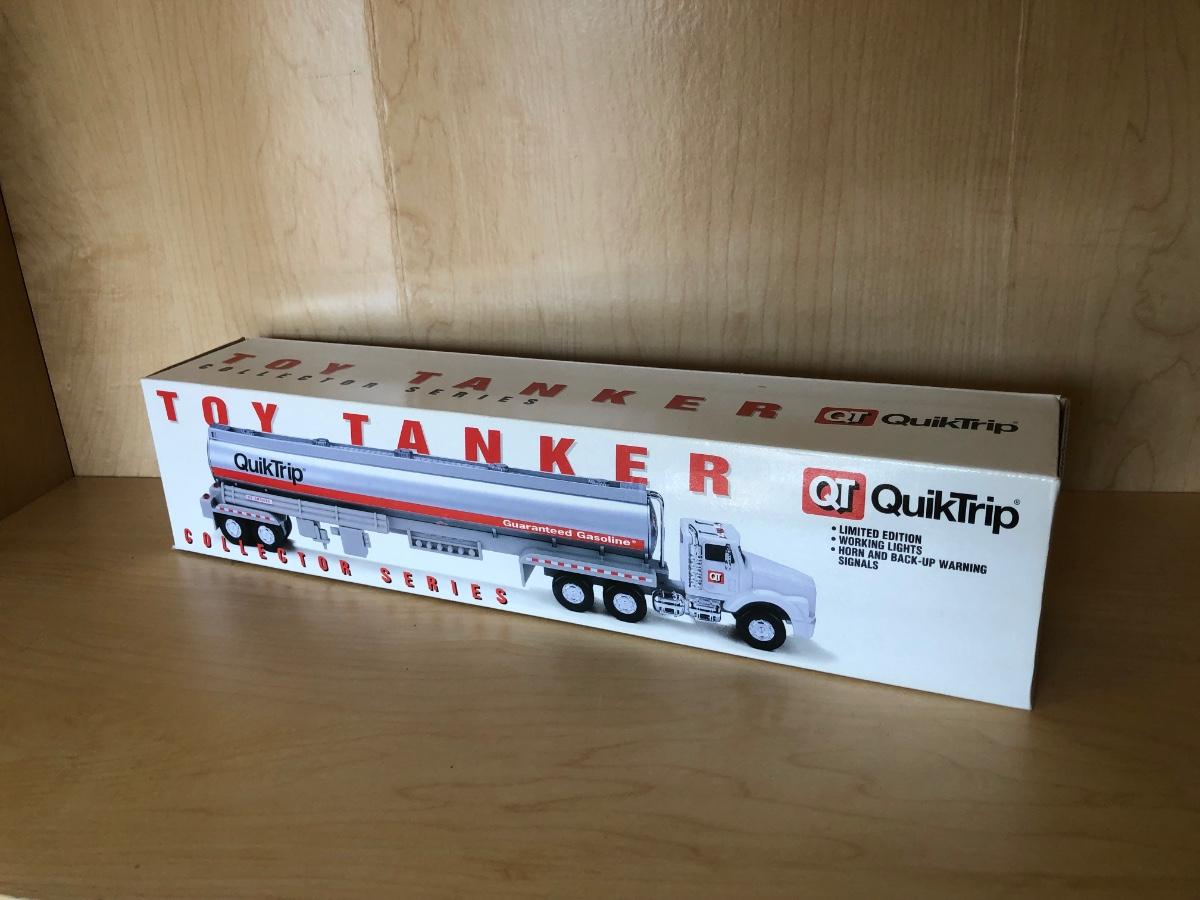 TOY TANKER
COLLECTOR SERIES
QT QuikTrip®
TOY TANKER
QuikTrip
Guaranteed Gasoline®
QT
COLLECTOR SERIES
QT QuikTrip®
• LIMITED EDITION
• WORKING LIGHTS
• HORN AND BACK-UP WARNING
SIGNALS